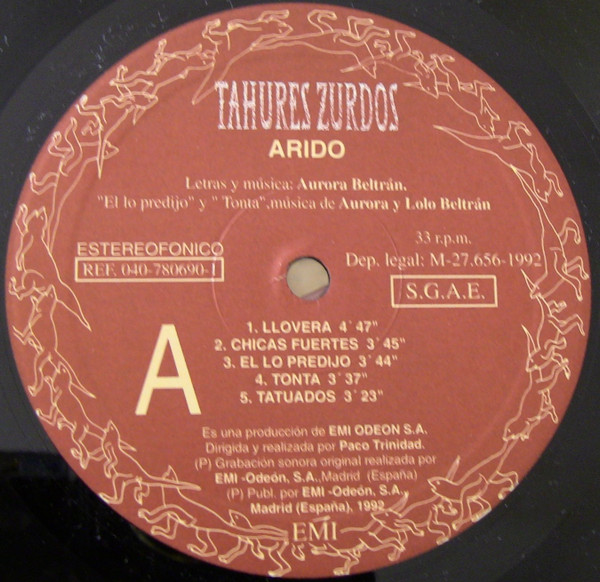 TAHURES ZURDOS
ARIDO
Letras y música: Aurora Beltrán.
"El lo predijo" y " Tonta",música de Aurora y Lolo Beltrán
ESTEREOFONICO
REF. 040-780690-1
33 r.p.m.
Dep. legal: M-27,656-1992
S.G.A.E.
A
1. LLOVERA 4´47"
2. CHICAS FUERTES 3´45"
3. EL LO PREDIJO 3´44"
4. TONTA 3´37"
5. TATUADOS 3´23"
Es una producción de EMI ODEON S.A.
Dirigida y realizada por Paco Trinidad.
(P) Grabación sonora original realizada por
EMI -Odeón, S.A.,Madrid (España)
(P) Publ. por EMI -Odeón, S.A.,
Madrid (España), 1992
EMI